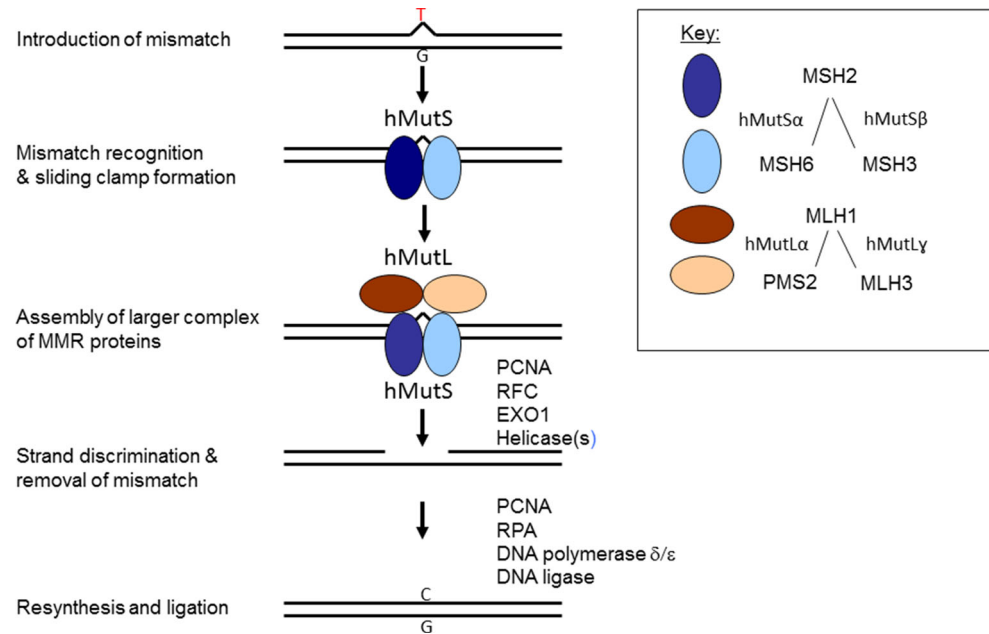 T
Introduction of mismatch
G
hMutS
Mismatch recognition
& sliding clamp formation
hMutL
Assembly of larger complex
of MMR proteins
hMutS
PCNA
RFC
EXO1
Helicase(s)
Strand discrimination &
removal of mismatch
PCNA
RPA
DNA polymerase δ/ε
DNA ligase
Resynthesis and ligation
C
G
Key:
MSH2
hMutSα
hMutSβ
MSH6
MSH3
MLH1
hMutLα
hMutLɣ
PMS2
MLH3